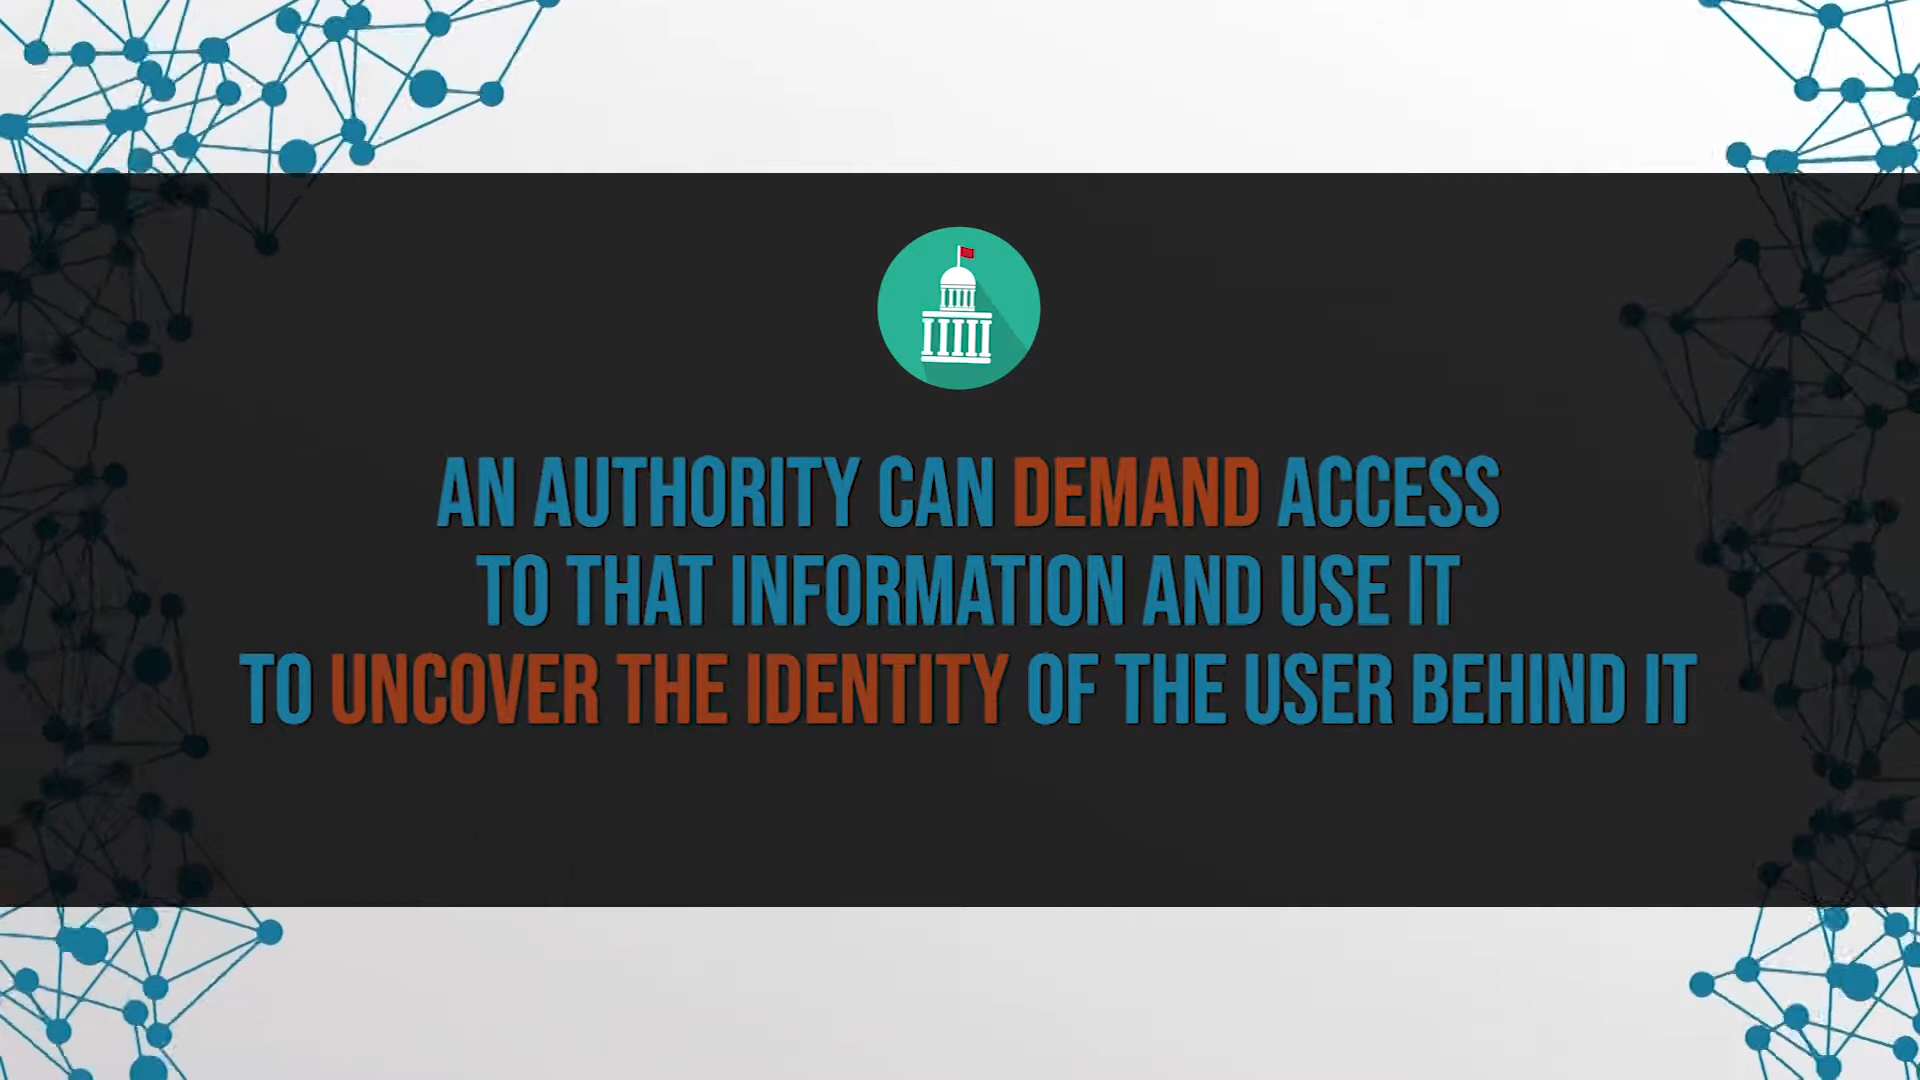 AN AUTHORITY CAN DEMAND ACCESS
TO THAT INFORMATION AND USE IT
TO UNCOVER THE IDENTITY OF THE USER BEHIND IT